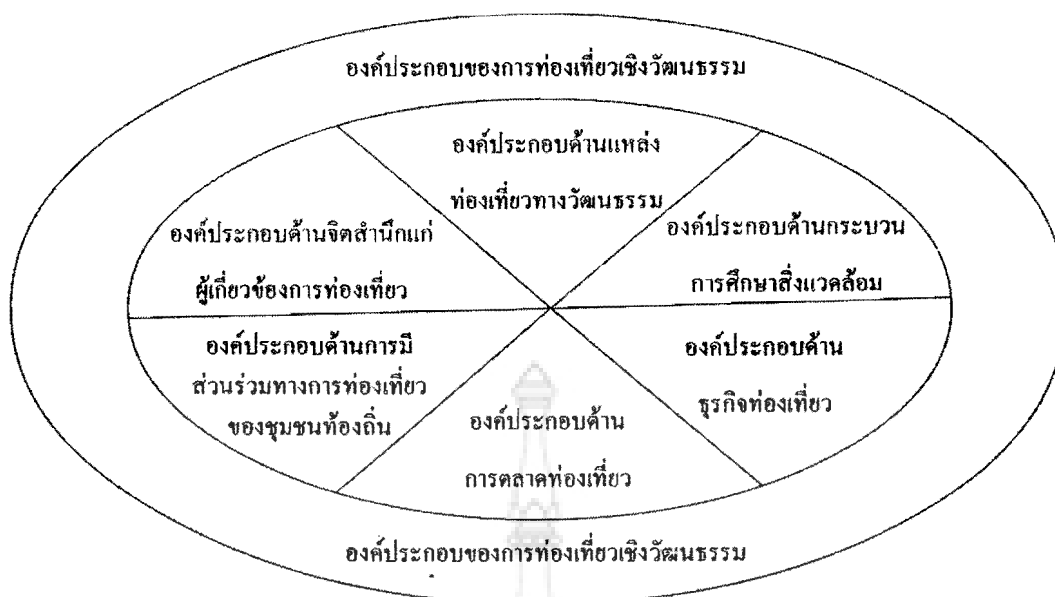 องค์ประกอบของการท่องเที่ยวเชิงวัฒนธรรม
องค์ประกอบด้านแหล่ง
ท่องเที่ยวทางวัฒนธรรม
องค์ประกอบด้านกระบวน
การศึกษาสิ่งแวดล้อม
องค์ประกอบด้าน
ธุรกิจท่องเที่ยว
องค์ประกอบด้าน
การตลาดท่องเที่ยว
องค์ประกอบด้านการมี
ส่วนร่วมทางการท่องเที่ยว
ของชุมชนท้องถิ่น
องค์ประกอบด้านจิตสำนึกแก่
ผู้เกี่ยวข้องการท่องเที่ยว
องค์ประกอบของการท่องเที่ยวเชิงวัฒนธรรม